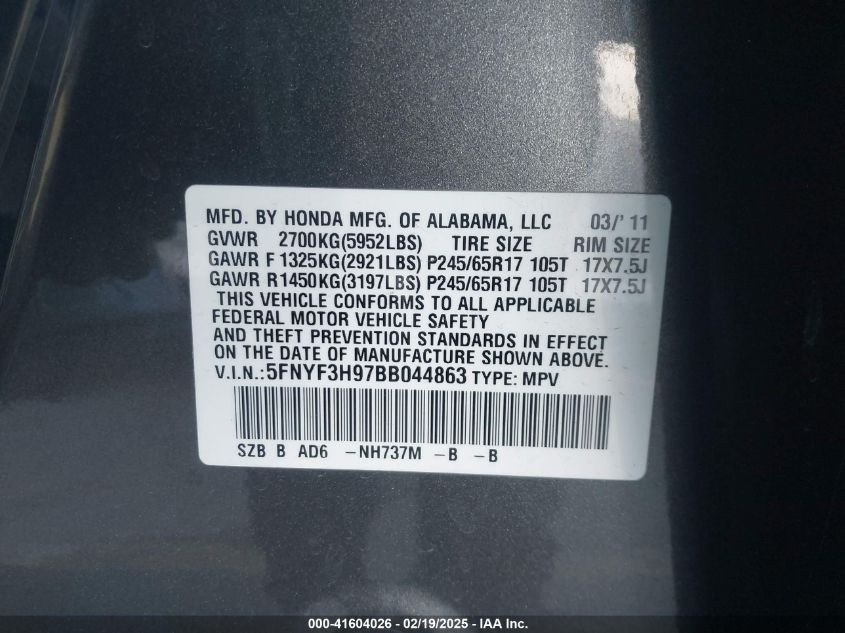 MFD. BY HONDA MFG. OF ALABAMA, LLC 03/' 11
GVWR 2700KG(5952LBS) TIRE SIZE RIM SIZE
GAWR F 1325KG(2921LBS) P245/65R17 105T 17X7.5J
GAWR R1450KG(3197LBS) P245/65R17 105T 17X7.5J
THIS VEHICLE CONFORMS TO ALL APPLICABLE
FEDERAL MOTOR VEHICLE SAFETY
AND THEFT PREVENTION STANDARDS IN EFFECT
ON THE DATE OF MANUFACTURE SHOWN ABOVE.
V.I.N.:5FNYF3H97BB044863 TYPE: MPV
SZB B AD6 -NH737M -B -B
000-41604026 - 02/19/2025 - IAA Inc.